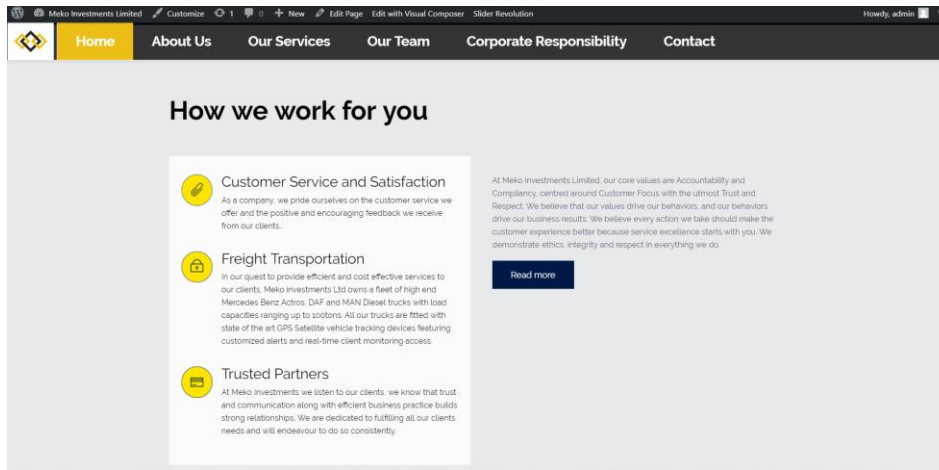 Meko Investments Limited Customize 1 0 New Edit Page Edit with Visual Composer Slider Revolution Howdy, admin
Home About Us Our Services Our Team Corporate Responsibility Contact
How we work for you
Customer Service and Satisfaction
As a company, we pride ourselves on the customer service we
offer and the positive and encouraging feedback we receive
from our clients.
Freight Transportation
In our quest to provide efficient and cost effective services to
our clients. Meko investments Ltd owns a fleet of high end
Mercedes Benz Actros, DAF and MAN Diesel trucks with load
capacities ranging up to 100tons. All our trucks are fitted with
state of the art GPS Satellite vehicle tracking devices featuring
customized alerts and real-time client monitoring access.
Trusted Partners
At Meko Investments we listen to our clients, we know that trust
and communication along with efficient business practice builds
strong relationships. We are dedicated to fulfilling all our clients
needs and will endeavour to do so consistently.
At Meko Investments Limited, our core values are Accountability and
Compliancy, centred around Customer Focus with the utmost Trust and
Respect. We believe that our values drive our behaviors, and our behaviors
drive our business results. We believe every action we take should make the
customer experience better because service excellence starts with you. We
demonstrate ethics, integrity and respect in everything we do.
Read more